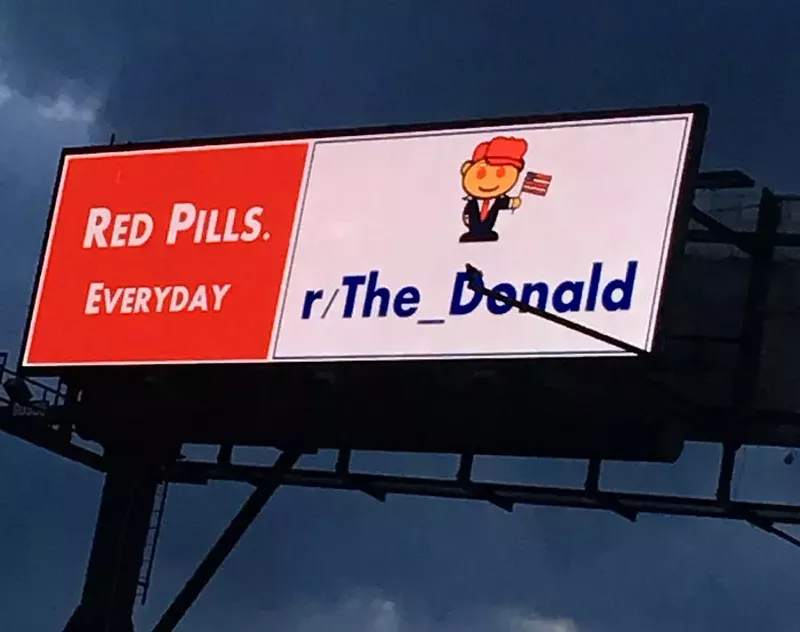 RED PILLS.
EVERYDAY
r/The_Donald